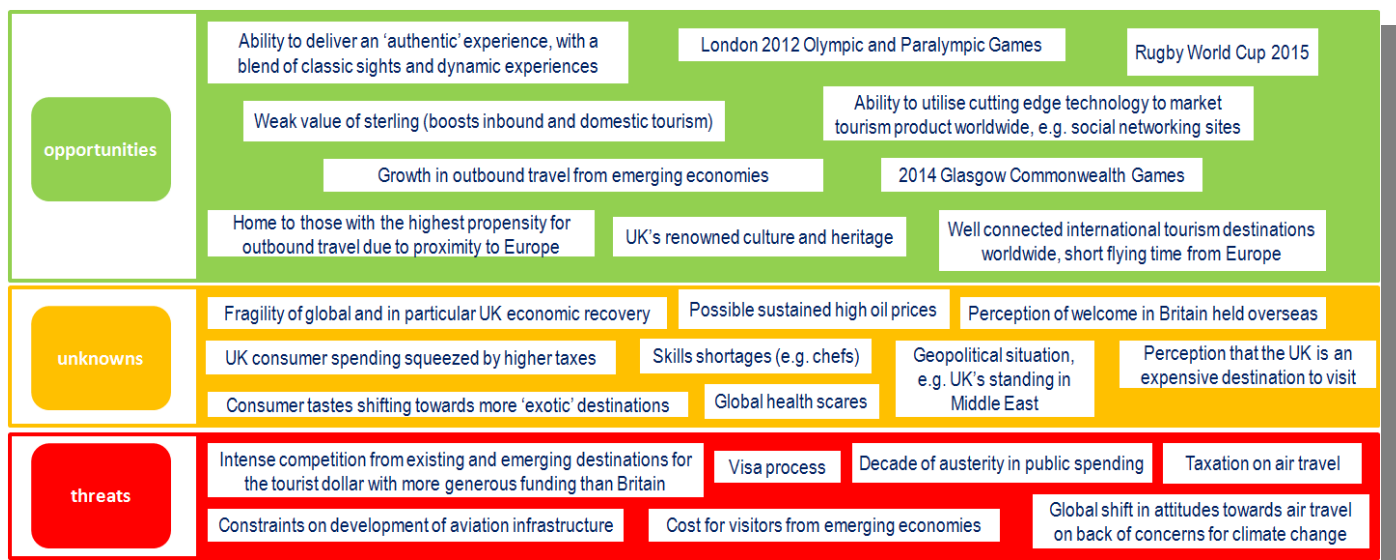 opportunities
Ability to deliver an ‘authentic’ experience, with a
blend of classic sights and dynamic experiences
London 2012 Olympic and Paralympic Games
Rugby World Cup 2015
Weak value of sterling (boosts inbound and domestic tourism)
Ability to utilise cutting edge technology to market
tourism product worldwide, e.g. social networking sites
Growth in outbound travel from emerging economies
2014 Glasgow Commonwealth Games
Home to those with the highest propensity for
outbound travel due to proximity to Europe
UK’s renowned culture and heritage
Well connected international tourism destinations
worldwide, short flying time from Europe
unknowns
Fragility of global and in particular UK economic recovery
Possible sustained high oil prices
Perception of welcome in Britain held overseas
UK consumer spending squeezed by higher taxes
Skills shortages (e.g. chefs)
Geopolitical situation,
e.g. UK’s standing in
Middle East
Perception that the UK is an
expensive destination to visit
Consumer tastes shifting towards more ‘exotic’ destinations
Global health scares
threats
Intense competition from existing and emerging destinations for
the tourist dollar with more generous funding than Britain
Visa process
Decade of austerity in public spending
Taxation on air travel
Constraints on development of aviation infrastructure
Cost for visitors from emerging economies
Global shift in attitudes towards air travel
on back of concerns for climate change